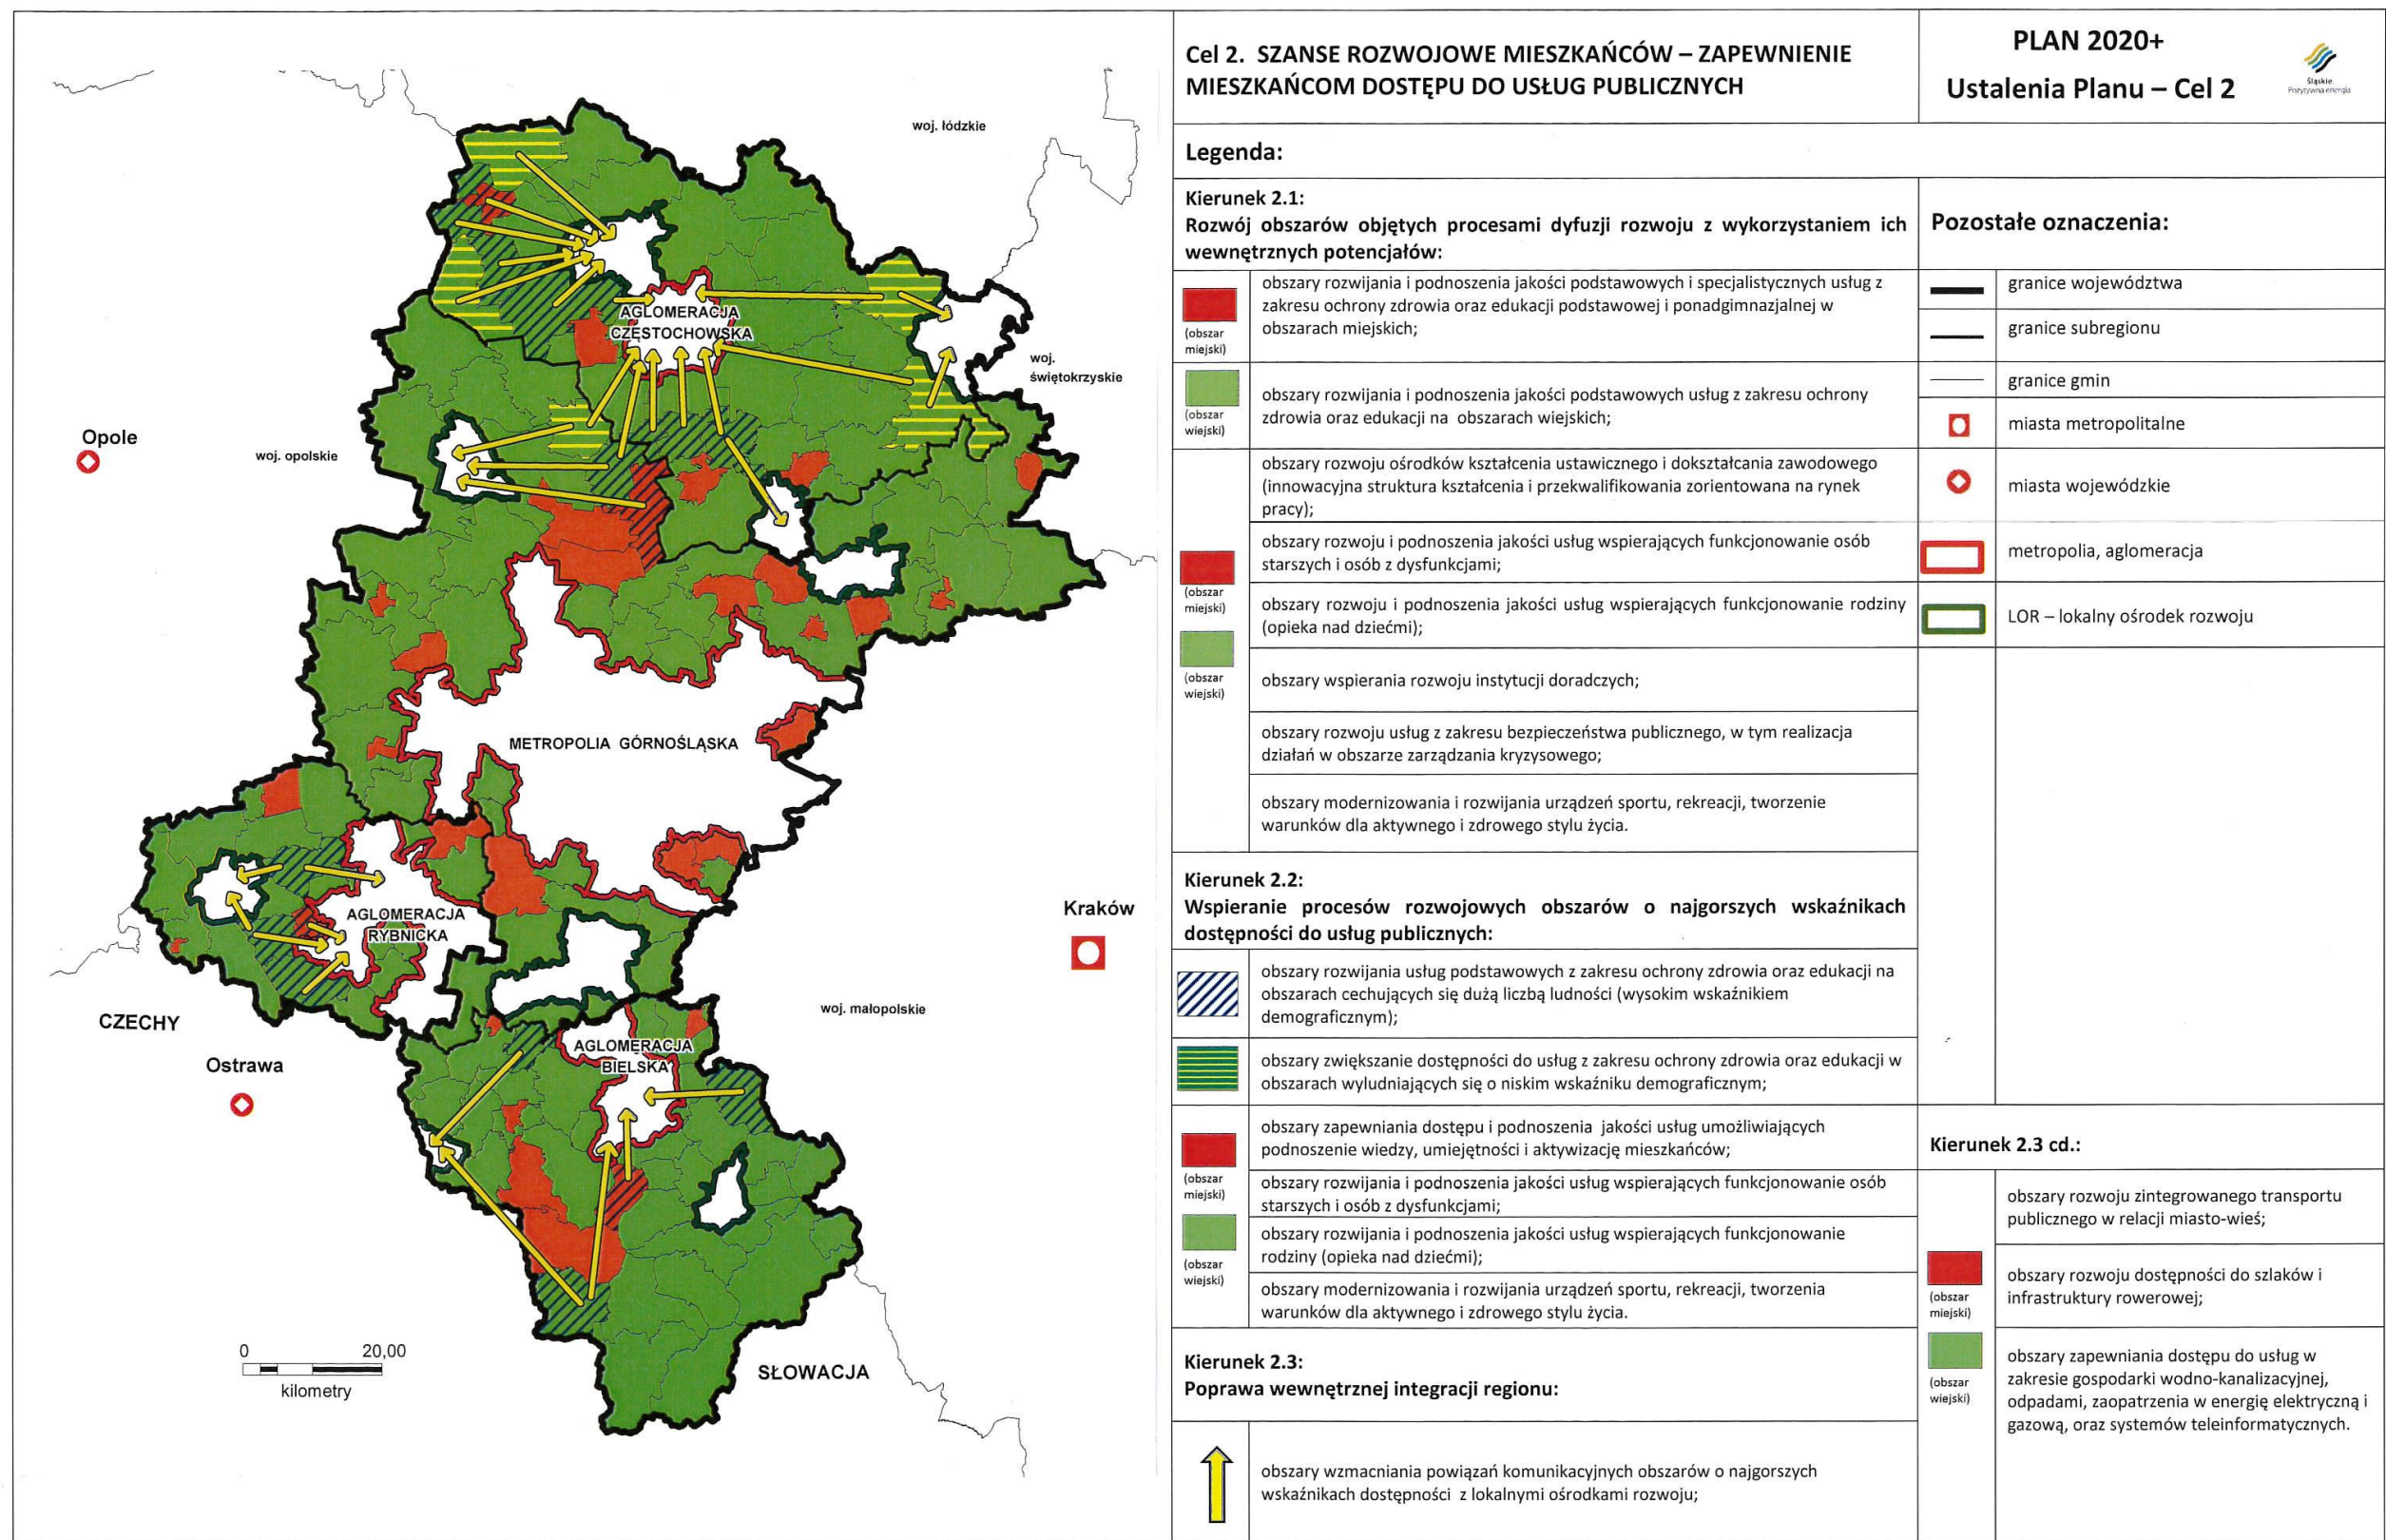 woj. łódzkie
AGLOMERACJA
CZĘSTOCHOWSKA
woj.
świętokrzyskie
Opole
woj. opolskie
METROPOLIA GÓRNOŚLĄSKA
AGLOMERACJA
RYBNICKA
Kraków
CZECHY
woj. małopolskie
AGLOMERACJA
BIELSKA
Ostrawa
0 20,00
kilometry
SŁOWACJA
Cel 2. SZANSE ROZWOJOWE MIESZKAŃCÓW – ZAPEWNIENIE
MIESZKAŃCOM DOSTĘPU DO USŁUG PUBLICZNYCH
PLAN 2020+
Ustalenia Planu – Cel 2
Śląskie.
Pozytywna energia
Legenda:
Kierunek 2.1:
Rozwój obszarów objętych procesami dyfuzji rozwoju z wykorzystaniem ich
wewnętrznych potencjałów:
(obszar
miejski)
obszary rozwijania i podnoszenia jakości podstawowych i specjalistycznych usług z
zakresu ochrony zdrowia oraz edukacji podstawowej i ponadgimnazjalnej w
obszarach miejskich;
(obszar
wiejski)
obszary rozwijania i podnoszenia jakości podstawowych usług z zakresu ochrony
zdrowia oraz edukacji na obszarach wiejskich;
(obszar
miejski)
(obszar
wiejski)
obszary rozwoju ośrodków kształcenia ustawicznego i dokształcania zawodowego
(innowacyjna struktura kształcenia i przekwalifikowania zorientowana na rynek
pracy);
obszary rozwoju i podnoszenia jakości usług wspierających funkcjonowanie osób
starszych i osób z dysfunkcjami;
obszary rozwoju i podnoszenia jakości usług wspierających funkcjonowanie rodziny
(opieka nad dziećmi);
obszary wspierania rozwoju instytucji doradczych;
obszary rozwoju usług z zakresu bezpieczeństwa publicznego, w tym realizacja
działań w obszarze zarządzania kryzysowego;
obszary modernizowania i rozwijania urządzeń sportu, rekreacji, tworzenie
warunków dla aktywnego i zdrowego stylu życia.
Kierunek 2.2:
Wspieranie procesów rozwojowych obszarów o najgorszych wskaźnikach
dostępności do usług publicznych:
obszary rozwijania usług podstawowych z zakresu ochrony zdrowia oraz edukacji na
obszarach cechujących się dużą liczbą ludności (wysokim wskaźnikiem
demograficznym);
obszary zwiększanie dostępności do usług z zakresu ochrony zdrowia oraz edukacji w
obszarach wyludniających się o niskim wskaźniku demograficznym;
(obszar
miejski)
(obszar
wiejski)
obszary zapewniania dostępu i podnoszenia jakości usług umożliwiających
podnoszenie wiedzy, umiejętności i aktywizację mieszkańców;
obszary rozwijania i podnoszenia jakości usług wspierających funkcjonowanie osób
starszych i osób z dysfunkcjami;
obszary rozwijania i podnoszenia jakości usług wspierających funkcjonowanie
rodziny (opieka nad dziećmi);
obszary modernizowania i rozwijania urządzeń sportu, rekreacji, tworzenia
warunków dla aktywnego i zdrowego stylu życia.
Kierunek 2.3:
Poprawa wewnętrznej integracji regionu:
obszary wzmacniania powiązań komunikacyjnych obszarów o najgorszych
wskaźnikach dostępności z lokalnymi ośrodkami rozwoju;
Pozostałe oznaczenia:
granice województwa
granice subregionu
granice gmin
miasta metropolitalne
miasta wojewódzkie
metropolia, aglomeracja
LOR – lokalny ośrodek rozwoju
Kierunek 2.3 cd.:
(obszar
miejski)
(obszar
wiejski)
obszary rozwoju zintegrowanego transportu
publicznego w relacji miasto-wieś;
obszary rozwoju dostępności do szlaków i
infrastruktury rowerowej;
obszary zapewniania dostępu do usług w
zakresie gospodarki wodno-kanalizacyjnej,
odpadami, zaopatrzenia w energię elektryczną i
gazową, oraz systemów teleinformatycznych.